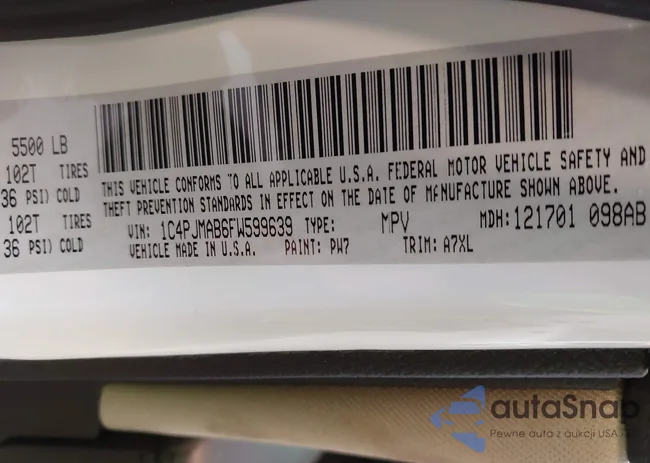 5500 LB
102T TIRES
36 PSI) COLD
102T TIRES
36 PSI) COLD
THIS VEHICLE CONFORMS TO ALL APPLICABLE U.S.A. FEDERAL MOTOR VEHICLE SAFETY AND
THEFT PREVENTION STANDARDS IN EFFECT ON THE DATE OF MANUFACTURE SHOWN ABOVE.
VIN: 1C4PJMAB6FW599639 TYPE: MPV MDH: 121701 098AB
VEHICLE MADE IN U.S.A. PAINT: PW7 TRIM: A7XL
autaSnap
Pewne auta z aukcji USA